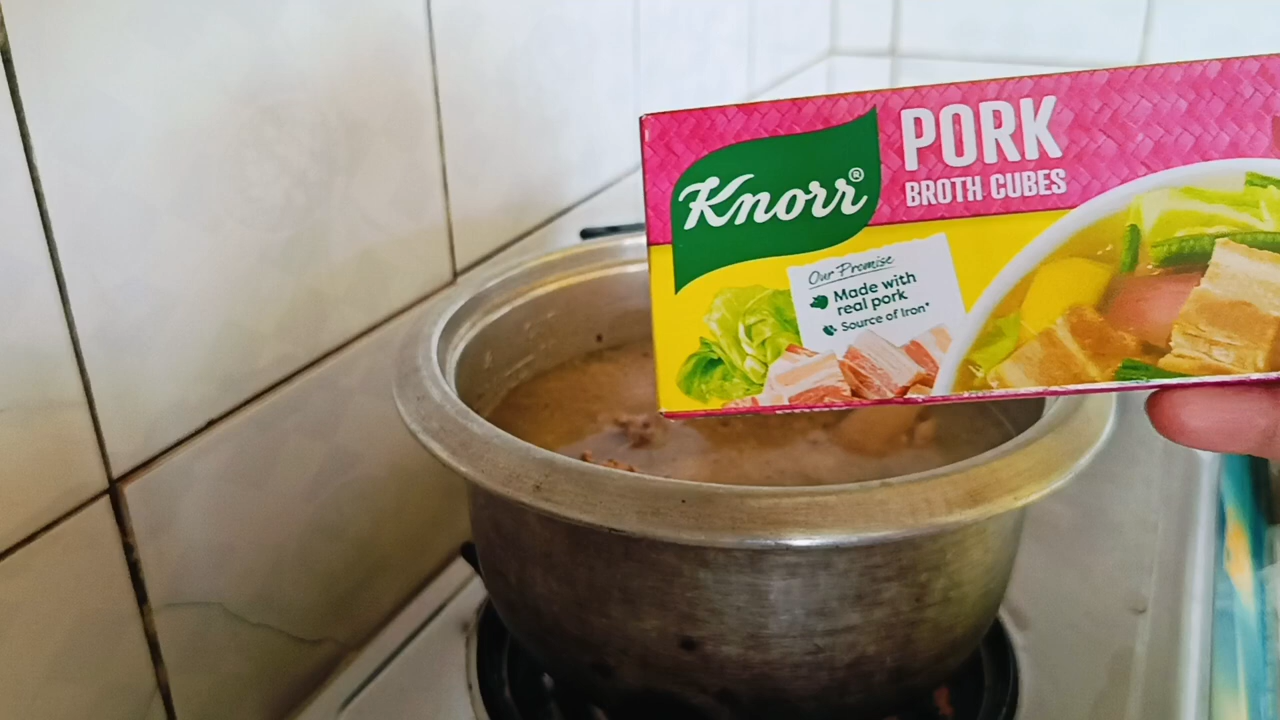 Knorr®
PORK
BROTH CUBES
Our Promise
Made with
real pork
Source of Iron*